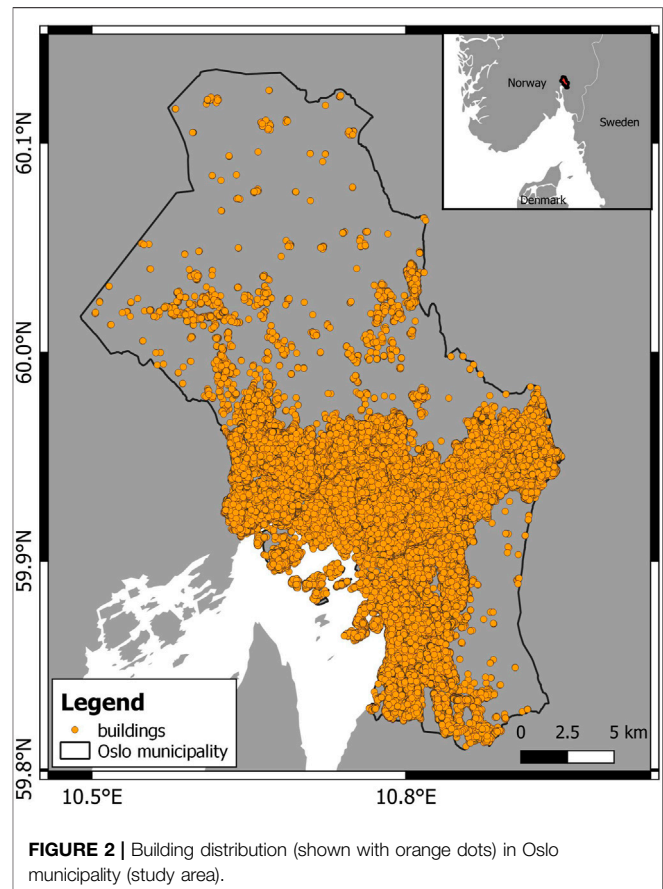 Norway
Sweden
Denmark
60.1°N
60.0°N
59.9°N
59.8°N
Legend
buildings
Oslo municipality
0 2.5 5 km
10.5°E 10.8°E
FIGURE 2 | Building distribution (shown with orange dots) in Oslo
municipality (study area).